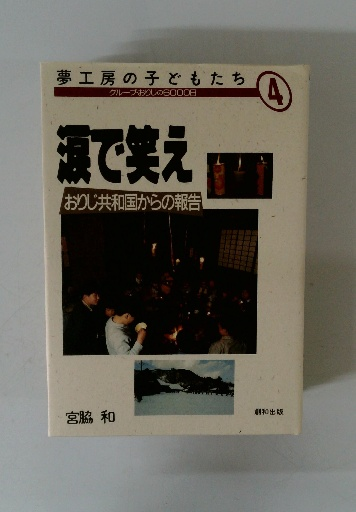 夢工房の子どもたち
グループ・おりじの5000日
4
涙で笑え
おりじ共和国からの報告
宮脇 和
創和出版